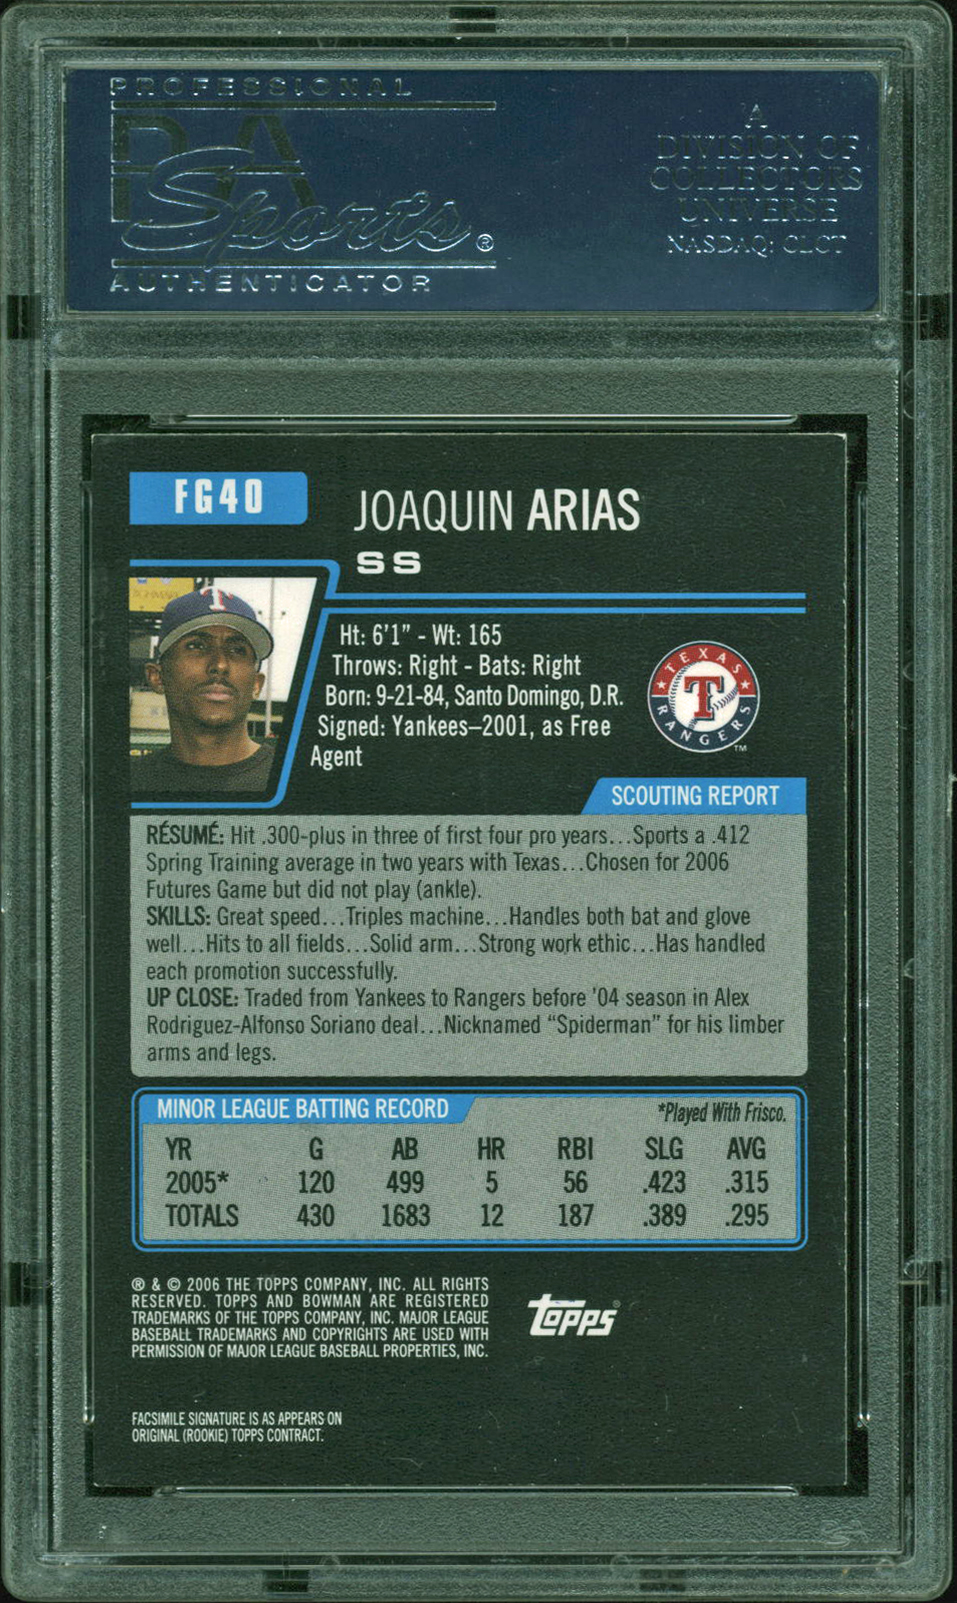 PROFESSIONAL
PSA
Sports®
AUTHENTICATOR
A
DIVISION OF
COLLECTORS
UNIVERSE
NASDAQ: CLCT
FG40
JOAQUIN ARIAS
SS
Ht: 6'1" - Wt: 165
Throws: Right - Bats: Right
Born: 9-21-84, Santo Domingo, D.R.
Signed: Yankees–2001, as Free
Agent
TEXAS
T
RANGERS
TM
SCOUTING REPORT
RÉSUMÉ: Hit .300-plus in three of first four pro years...Sports a .412
Spring Training average in two years with Texas...Chosen for 2006
Futures Game but did not play (ankle).
SKILLS: Great speed...Triples machine...Handles both bat and glove
well...Hits to all fields...Solid arm...Strong work ethic...Has handled
each promotion successfully.
UP CLOSE: Traded from Yankees to Rangers before '04 season in Alex
Rodriguez-Alfonso Soriano deal...Nicknamed "Spiderman" for his limber
arms and legs.
MINOR LEAGUE BATTING RECORD *Played With Frisco.
YR G AB HR RBI SLG AVG
2005* 120 499 5 56 .423 .315
TOTALS 430 1683 12 187 .389 .295
® & © 2006 THE TOPPS COMPANY, INC. ALL RIGHTS
RESERVED. TOPPS AND BOWMAN ARE REGISTERED
TRADEMARKS OF THE TOPPS COMPANY, INC. MAJOR LEAGUE
BASEBALL TRADEMARKS AND COPYRIGHTS ARE USED WITH
PERMISSION OF MAJOR LEAGUE BASEBALL PROPERTIES, INC.
Topps®
FACSIMILE SIGNATURE IS AS APPEARS ON
ORIGINAL (ROOKIE) TOPPS CONTRACT.